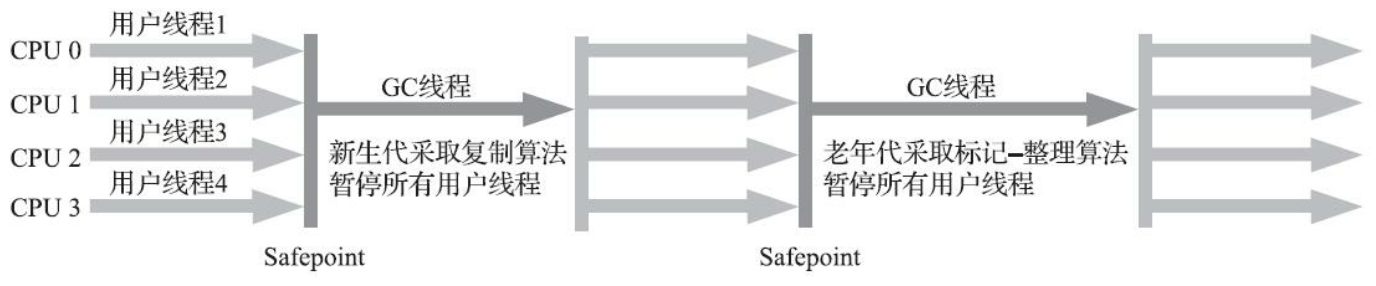 用户线程1
CPU 0
用户线程2
CPU 1
用户线程3
CPU 2
用户线程4
CPU 3
GC线程
新生代采取复制算法
暂停所有用户线程
GC线程
老年代采取标记–整理算法
暂停所有用户线程
Safepoint
Safepoint